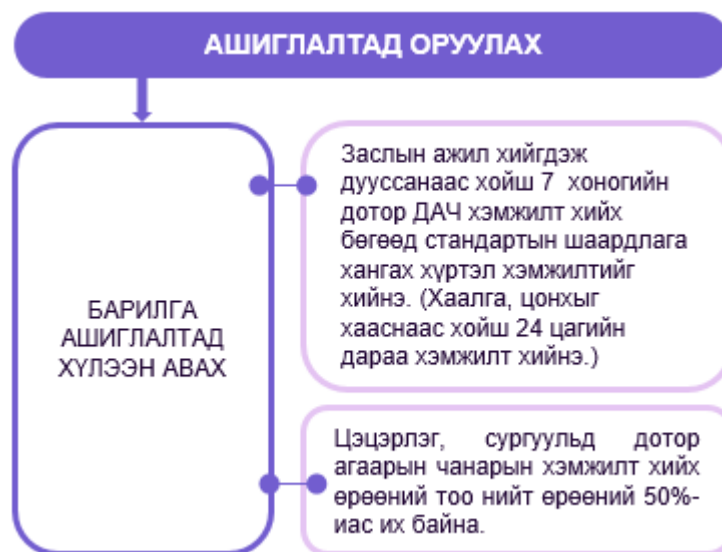 АШИГЛАЛТАД ОРУУЛАХ
БАРИЛГА
АШИГЛАЛТАД
ХҮЛЭЭН АВАХ
Заслын ажил хийгдэж
дууссанаас хойш 7 хоногийн
дотор ДАЧ хэмжилт хийх
бөгөөд стандартын шаардлага
хангах хүртэл хэмжилтийг
хийнэ. (Хаалга, цонхыг
хааснаас хойш 24 цагийн
дараа хэмжилт хийнэ.)
Цэцэрлэг, сургуульд дотор
агаарын чанарын хэмжилт хийх
өрөөний тоо нийт өрөөний 50%-
иас их байна.